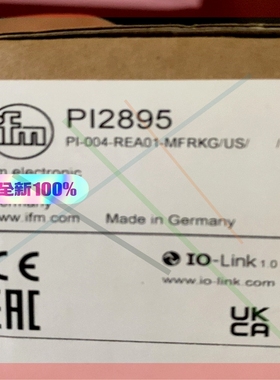 ifm
PI2895
PI-004-REA01-MFRKG/US/ /
electronic
全新100%
www.ifm.com Made in Germany
CE
IO-Link 1.0
www.io-link.com
EAC
UK
CA